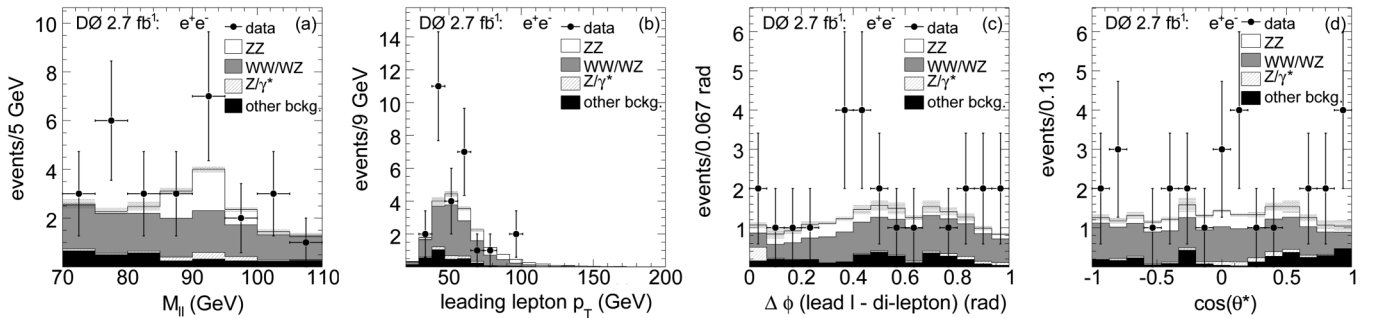 DØ 2.7 fb⁻¹: e⁺e⁻ (a)
data
ZZ
WW/WZ
Z/γ*
other bckg.
events/5 GeV
10
8
6
4
2
70 80 90 100 110
M_ll (GeV)
DØ 2.7 fb⁻¹: e⁺e⁻ (b)
data
ZZ
WW/WZ
Z/γ*
other bckg.
events/9 GeV
14
12
10
8
6
4
2
50 100 150 200
leading lepton p_T (GeV)
DØ 2.7 fb⁻¹: e⁺e⁻ (c)
data
ZZ
WW/WZ
Z/γ*
other bckg.
events/0.067 rad
6
5
4
3
2
1
0 0.2 0.4 0.6 0.8 1
Δ ϕ (lead l - di-lepton) (rad)
DØ 2.7 fb⁻¹: e⁺e⁻ (d)
data
ZZ
WW/WZ
Z/γ*
other bckg.
events/0.13
6
5
4
3
2
1
-1 -0.5 0 0.5 1
cos(θ*)